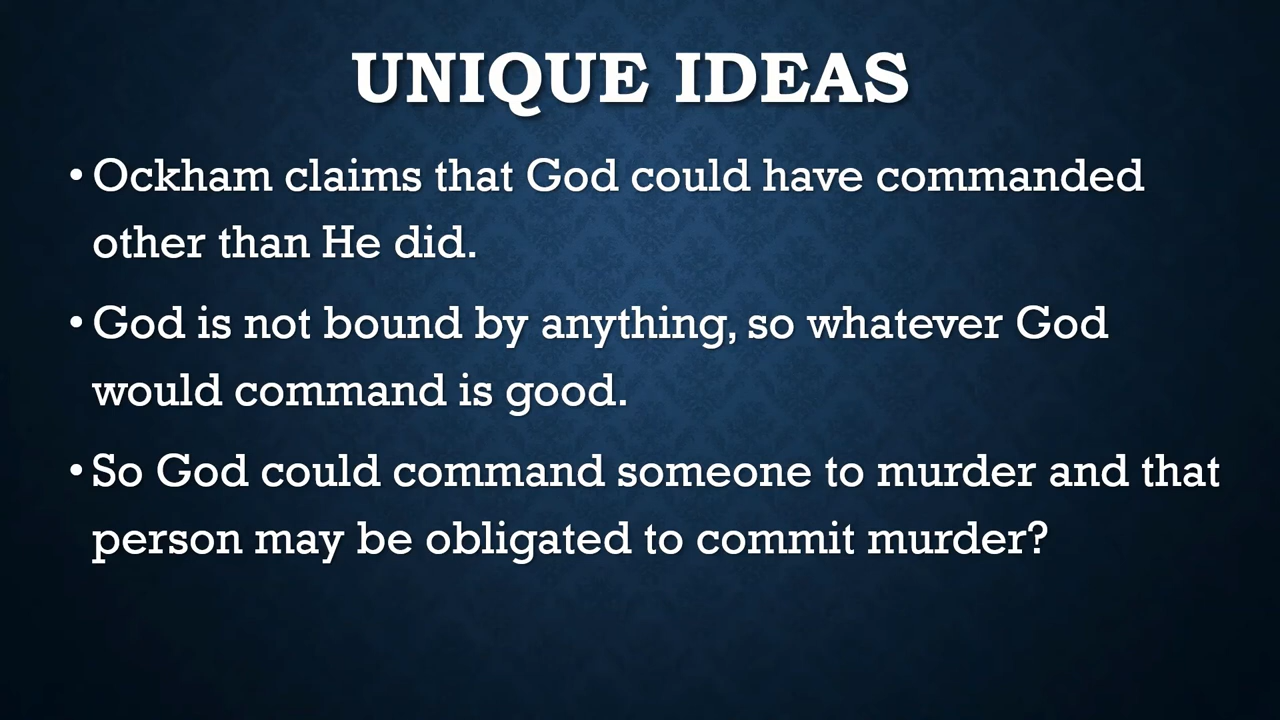 UNIQUE IDEAS
• Ockham claims that God could have commanded
other than He did.
• God is not bound by anything, so whatever God
would command is good.
• So God could command someone to murder and that
person may be obligated to commit murder?